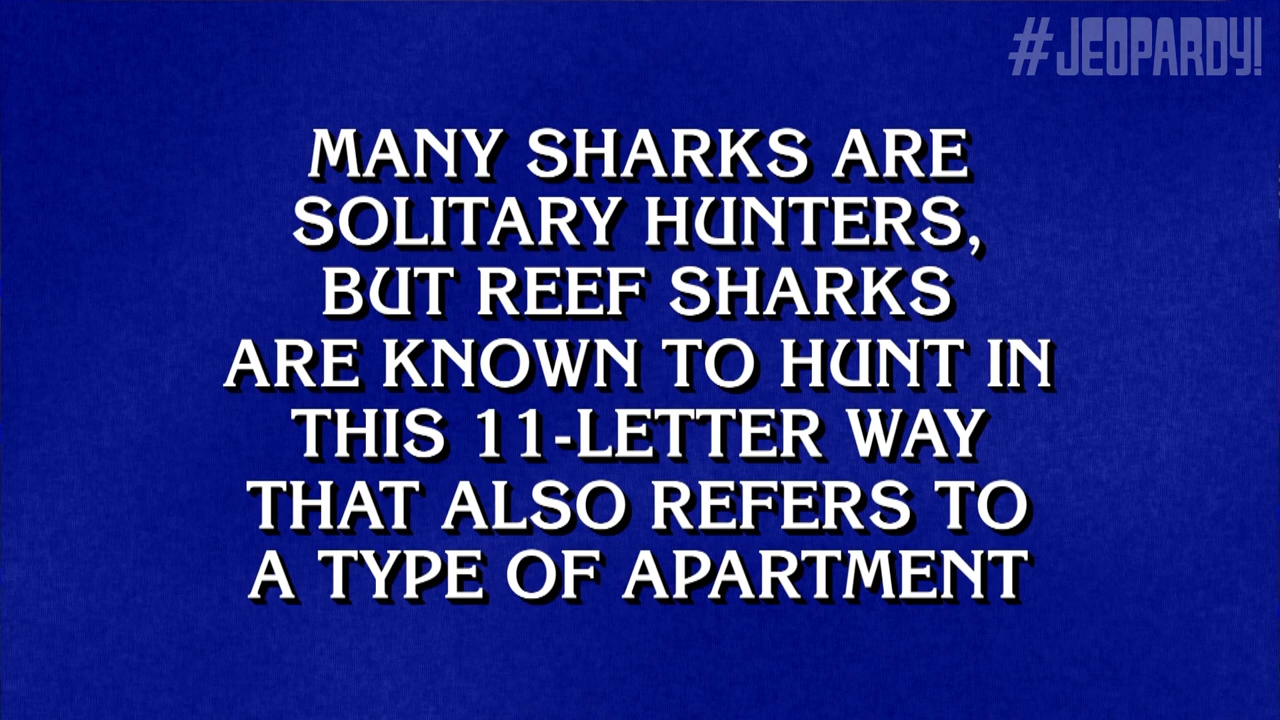 #JEOPARDY!
MANY SHARKS ARE
SOLITARY HUNTERS,
BUT REEF SHARKS
ARE KNOWN TO HUNT IN
THIS 11-LETTER WAY
THAT ALSO REFERS TO
A TYPE OF APARTMENT